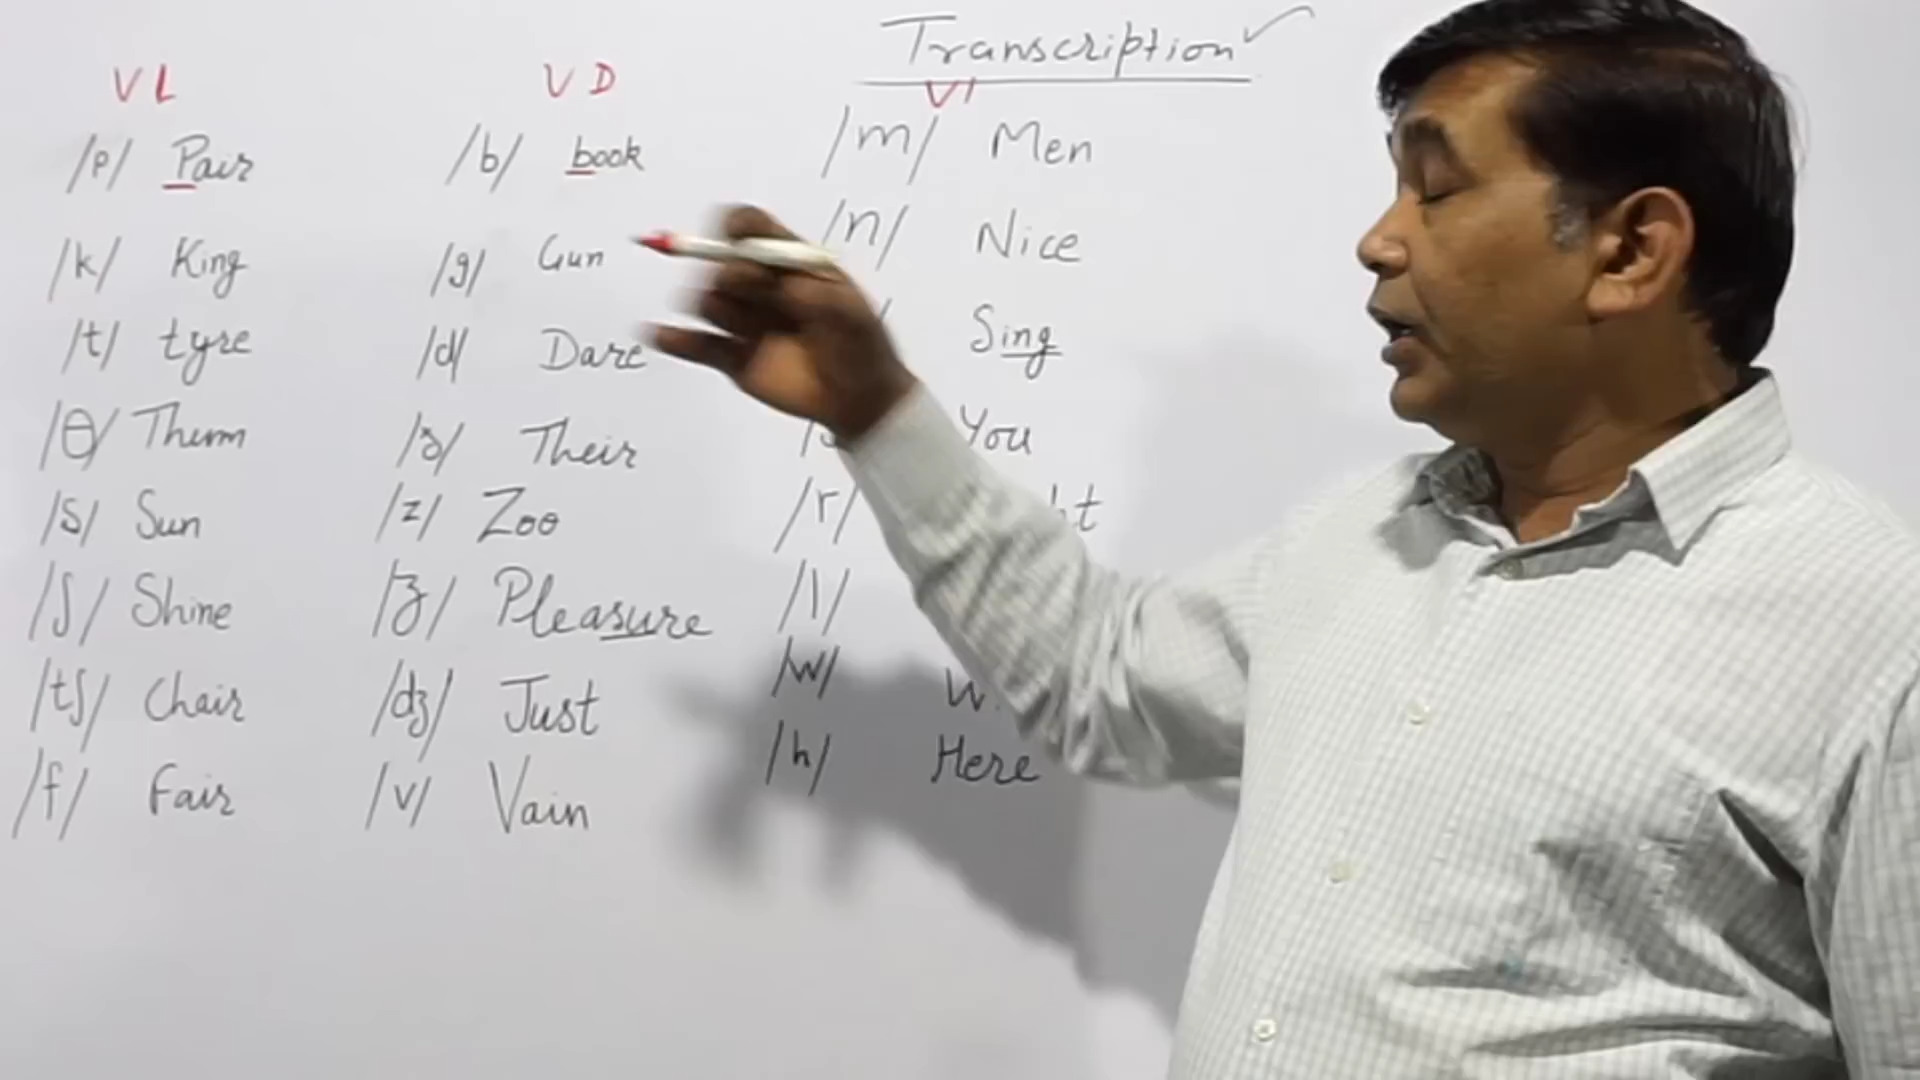 Transcription ✓
VL
/p/ Pair
/k/ King
/t/ tyre
/θ/ Thum
/s/ Sun
/ʃ/ Shine
/tʃ/ Chair
/f/ Fair
VD
/b/ book
/g/ Gun
/d/ Dare
/ð/ Their
/z/ Zoo
/ʒ/ Pleasure
/dʒ/ Just
/v/ Vain
/m/ Men
/n/ Nice
Sing
You
/r/
/l/
/w/
/h/ Here